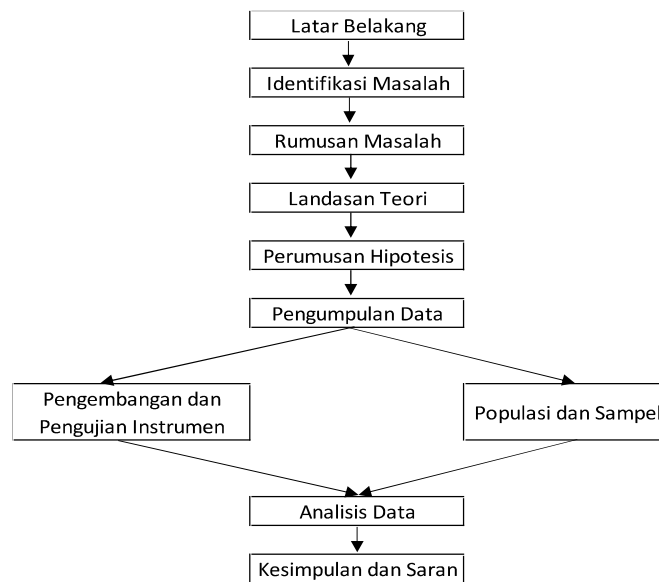 Latar Belakang
Identifikasi Masalah
Rumusan Masalah
Landasan Teori
Perumusan Hipotesis
Pengumpulan Data
Pengembangan dan
Pengujian Instrumen
Populasi dan Sampel
Analisis Data
Kesimpulan dan Saran